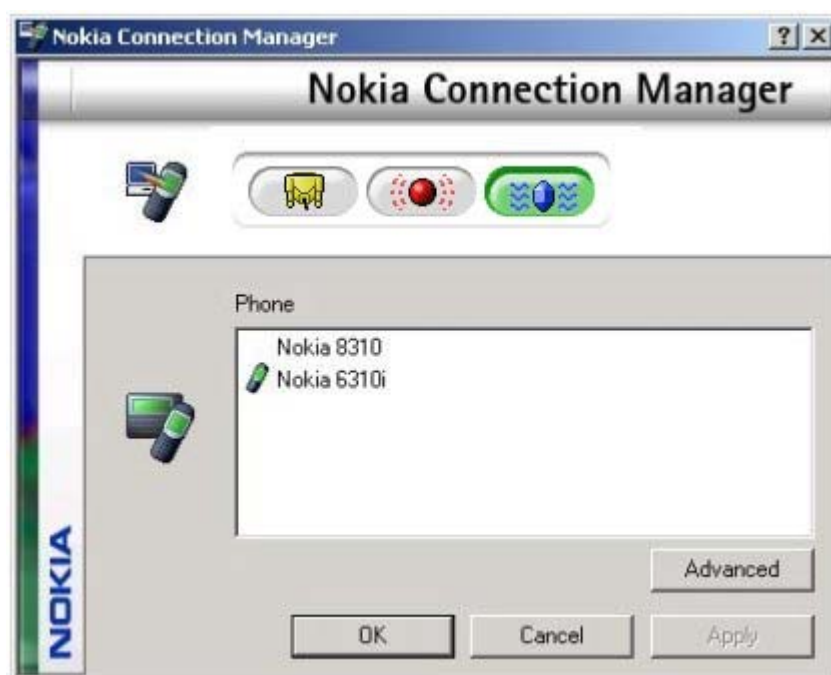 Nokia Connection Manager
Nokia Connection Manager
Phone
Nokia 8310
Nokia 6310i
Advanced
OK
Cancel
Apply
NOKIA